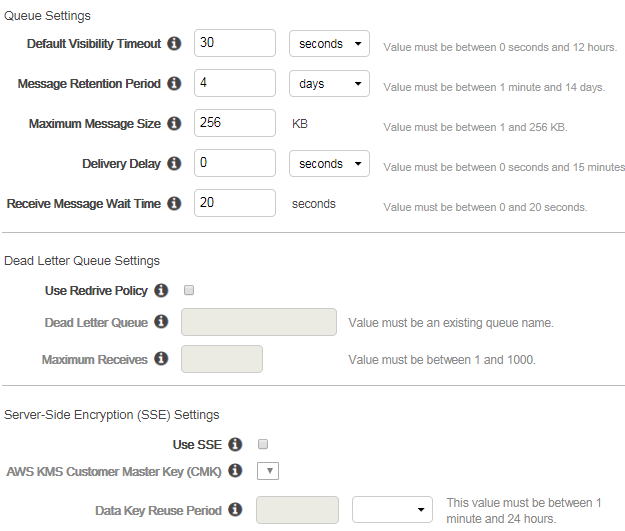 Queue Settings
Default Visibility Timeout i 30 seconds Value must be between 0 seconds and 12 hours.
Message Retention Period i 4 days Value must be between 1 minute and 14 days.
Maximum Message Size i 256 KB Value must be between 1 and 256 KB.
Delivery Delay i 0 seconds Value must be between 0 seconds and 15 minutes
Receive Message Wait Time i 20 seconds Value must be between 0 and 20 seconds.
Dead Letter Queue Settings
Use Redrive Policy i
Dead Letter Queue i Value must be an existing queue name.
Maximum Receives i Value must be between 1 and 1000.
Server-Side Encryption (SSE) Settings
Use SSE i
AWS KMS Customer Master Key (CMK) i
Data Key Reuse Period i This value must be between 1
minute and 24 hours.